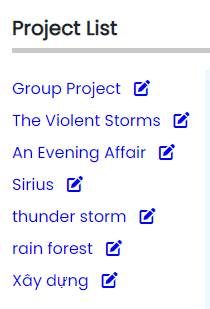 Project List
Group Project
The Violent Storms
An Evening Affair
Sirius
thunder storm
rain forest
Xây dựng